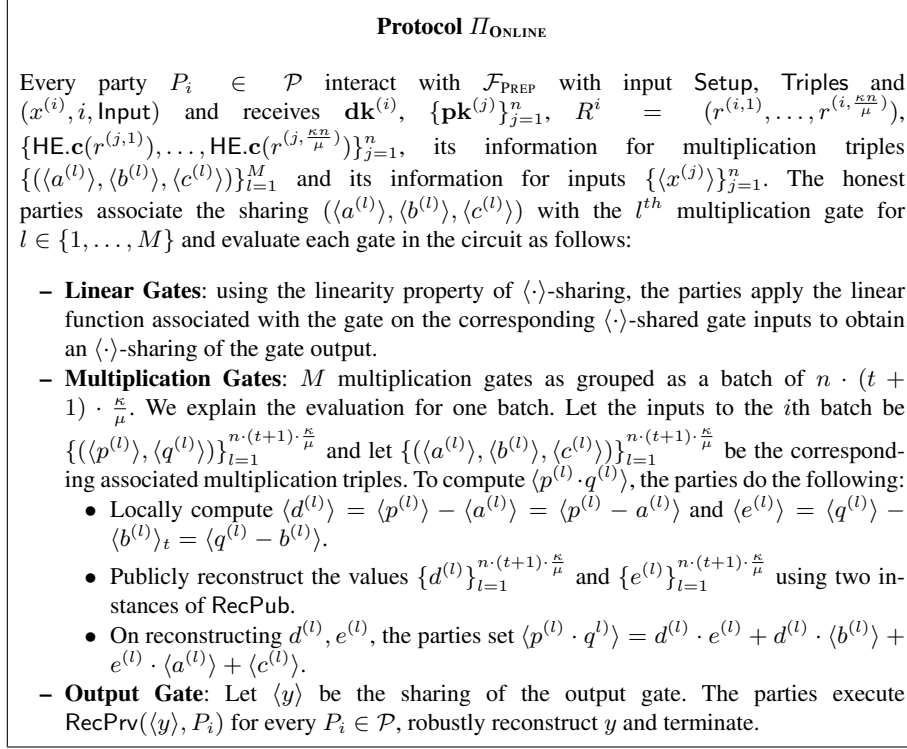 Protocol Π_ONLINE
Every party P_i ∈ 𝒫 interact with ℱ_PREP with input Setup, Triples and
(x^(i), i, Input) and receives dk^(i), {pk^(j)}_{j=1}^n, R^i = (r^(i,1), . . . , r^(i, κn/μ)),
{HE.c(r^(j,1)), . . . , HE.c(r^(j, κn/μ))}_{j=1}^n, its information for multiplication triples
{(⟨a^(l)⟩, ⟨b^(l)⟩, ⟨c^(l)⟩)}_{l=1}^M and its information for inputs {⟨x^(j)⟩}_{j=1}^n. The honest
parties associate the sharing (⟨a^(l)⟩, ⟨b^(l)⟩, ⟨c^(l)⟩) with the l^th multiplication gate for
l ∈ {1, . . . , M} and evaluate each gate in the circuit as follows:
– Linear Gates: using the linearity property of ⟨·⟩-sharing, the parties apply the linear
function associated with the gate on the corresponding ⟨·⟩-shared gate inputs to obtain
an ⟨·⟩-sharing of the gate output.
– Multiplication Gates: M multiplication gates as grouped as a batch of n · (t +
1) · κ/μ. We explain the evaluation for one batch. Let the inputs to the ith batch be
{(⟨p^(l)⟩, ⟨q^(l)⟩)}_{l=1}^{n·(t+1)·κ/μ} and let {(⟨a^(l)⟩, ⟨b^(l)⟩, ⟨c^(l)⟩)}_{l=1}^{n·(t+1)·κ/μ} be the correspond-
ing associated multiplication triples. To compute ⟨p^(l)·q^(l)⟩, the parties do the following:
• Locally compute ⟨d^(l)⟩ = ⟨p^(l)⟩ − ⟨a^(l)⟩ = ⟨p^(l) − a^(l)⟩ and ⟨e^(l)⟩ = ⟨q^(l)⟩ −
⟨b^(l)⟩_t = ⟨q^(l) − b^(l)⟩.
• Publicly reconstruct the values {d^(l)}_{l=1}^{n·(t+1)·κ/μ} and {e^(l)}_{l=1}^{n·(t+1)·κ/μ} using two in-
stances of RecPub.
• On reconstructing d^(l), e^(l), the parties set ⟨p^(l) · q^l)⟩ = d^(l) · e^(l) + d^(l) · ⟨b^(l)⟩ +
e^(l) · ⟨a^(l)⟩ + ⟨c^(l)⟩.
– Output Gate: Let ⟨y⟩ be the sharing of the output gate. The parties execute
RecPrv(⟨y⟩, P_i) for every P_i ∈ 𝒫, robustly reconstruct y and terminate.